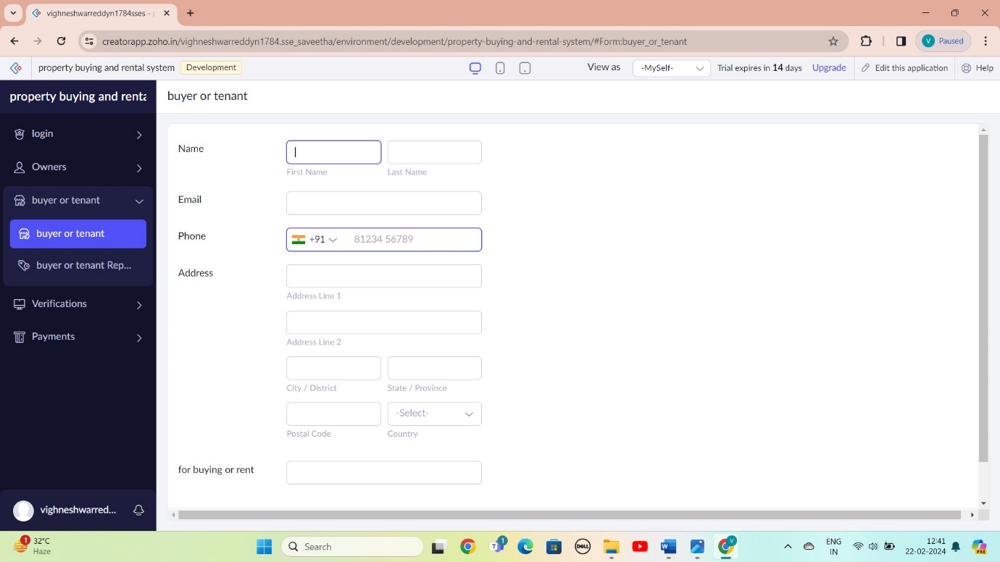 vighneshwarreddyn1784sses - 
creatorapp.zoho.in/vighneshwarreddyn1784.sse_saveetha/environment/development/property-buying-and-rental-system/#Form:buyer_or_tenant
V Paused
property buying and rental system Development
View as -MySelf- Trial expires in 14 days Upgrade Edit this application Help
property buying and renta
buyer or tenant
login
Owners
buyer or tenant
buyer or tenant
buyer or tenant Rep...
Verifications
Payments
vighneshwarred...
Name
First Name Last Name
Email
Phone +91 81234 56789
Address
Address Line 1
Address Line 2
City / District State / Province
-Select-
Postal Code Country
for buying or rent
1 32°C
Haze
Search
1
DELL
W
V
ENG
IN
12:41
22-02-2024
PRE